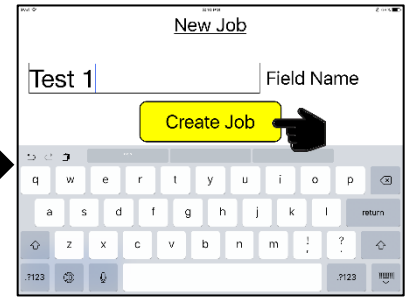 New Job
Test 1 Field Name
Create Job
q w e r t y u i o p
a s d f g h j k l return
z x c v b n m ! , ? .
.?123 .?123